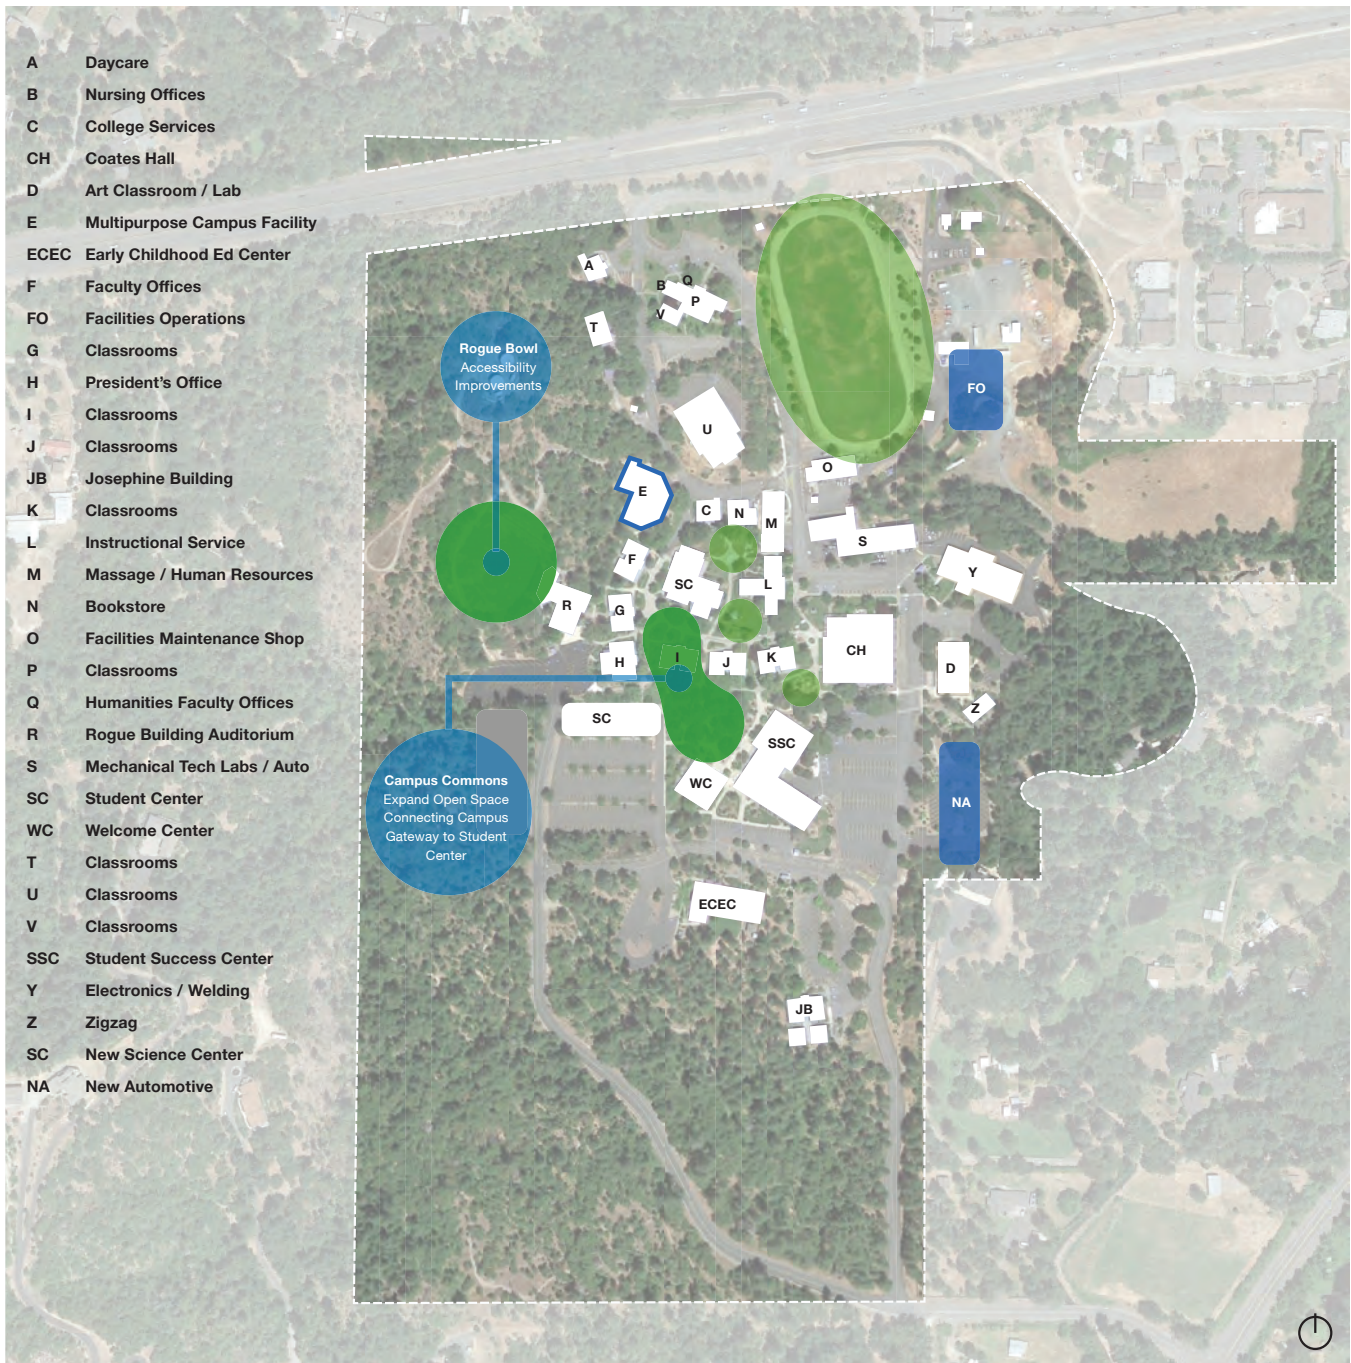 A Daycare
B Nursing Offices
C College Services
CH Coates Hall
D Art Classroom / Lab
E Multipurpose Campus Facility
ECEC Early Childhood Ed Center
F Faculty Offices
FO Facilities Operations
G Classrooms
H President's Office
I Classrooms
J Classrooms
JB Josephine Building
K Classrooms
L Instructional Service
M Massage / Human Resources
N Bookstore
O Facilities Maintenance Shop
P Classrooms
Q Humanities Faculty Offices
R Rogue Building Auditorium
S Mechanical Tech Labs / Auto
SC Student Center
WC Welcome Center
T Classrooms
U Classrooms
V Classrooms
SSC Student Success Center
Y Electronics / Welding
Z Zigzag
SC New Science Center
NA New Automotive
A
B
Q
P
V
T
Rogue Bowl
Accessibility
Improvements
FO
U
O
E
C
N
M
S
F
SC
L
Y
R
G
H
I
J
K
CH
D
Z
SC
SSC
WC
NA
Campus Commons
Expand Open Space
Connecting Campus
Gateway to Student
Center
ECEC
JB